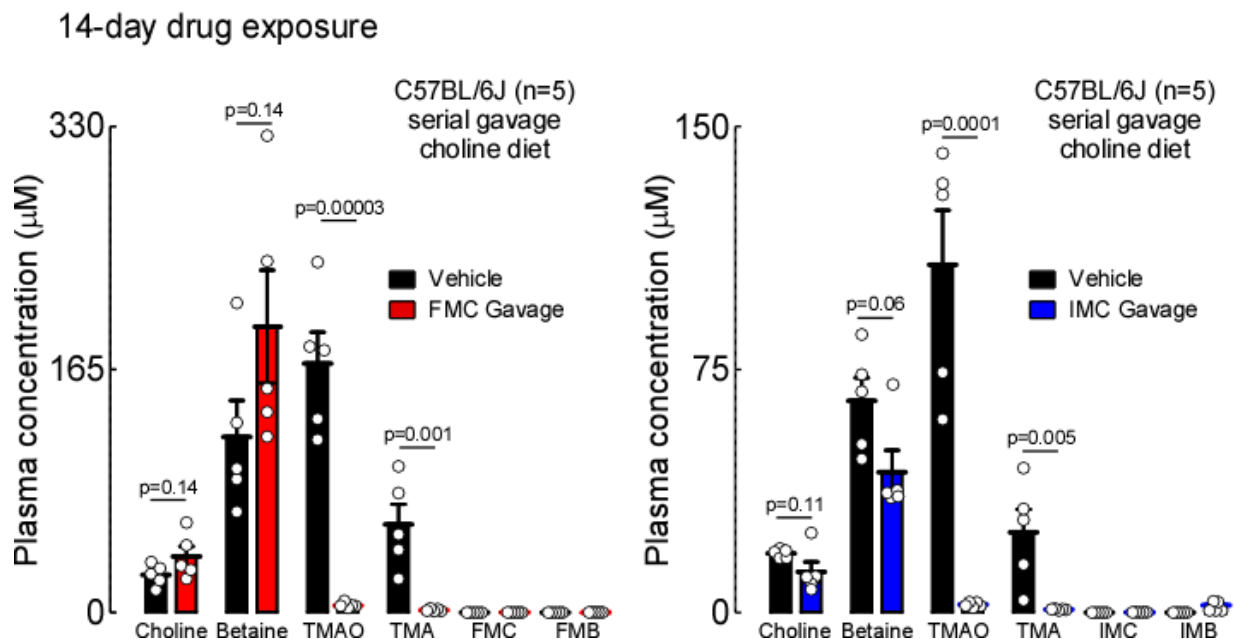 14-day drug exposure
C57BL/6J (n=5)
serial gavage
choline diet
330
165
0
Plasma concentration (μM)
p=0.14
p=0.14
p=0.00003
p=0.001
Vehicle
FMC Gavage
Choline Betaine TMAO TMA FMC FMB
C57BL/6J (n=5)
serial gavage
choline diet
150
75
0
Plasma concentration (μM)
p=0.11
p=0.06
p=0.0001
p=0.005
Vehicle
IMC Gavage
Choline Betaine TMAO TMA IMC IMB